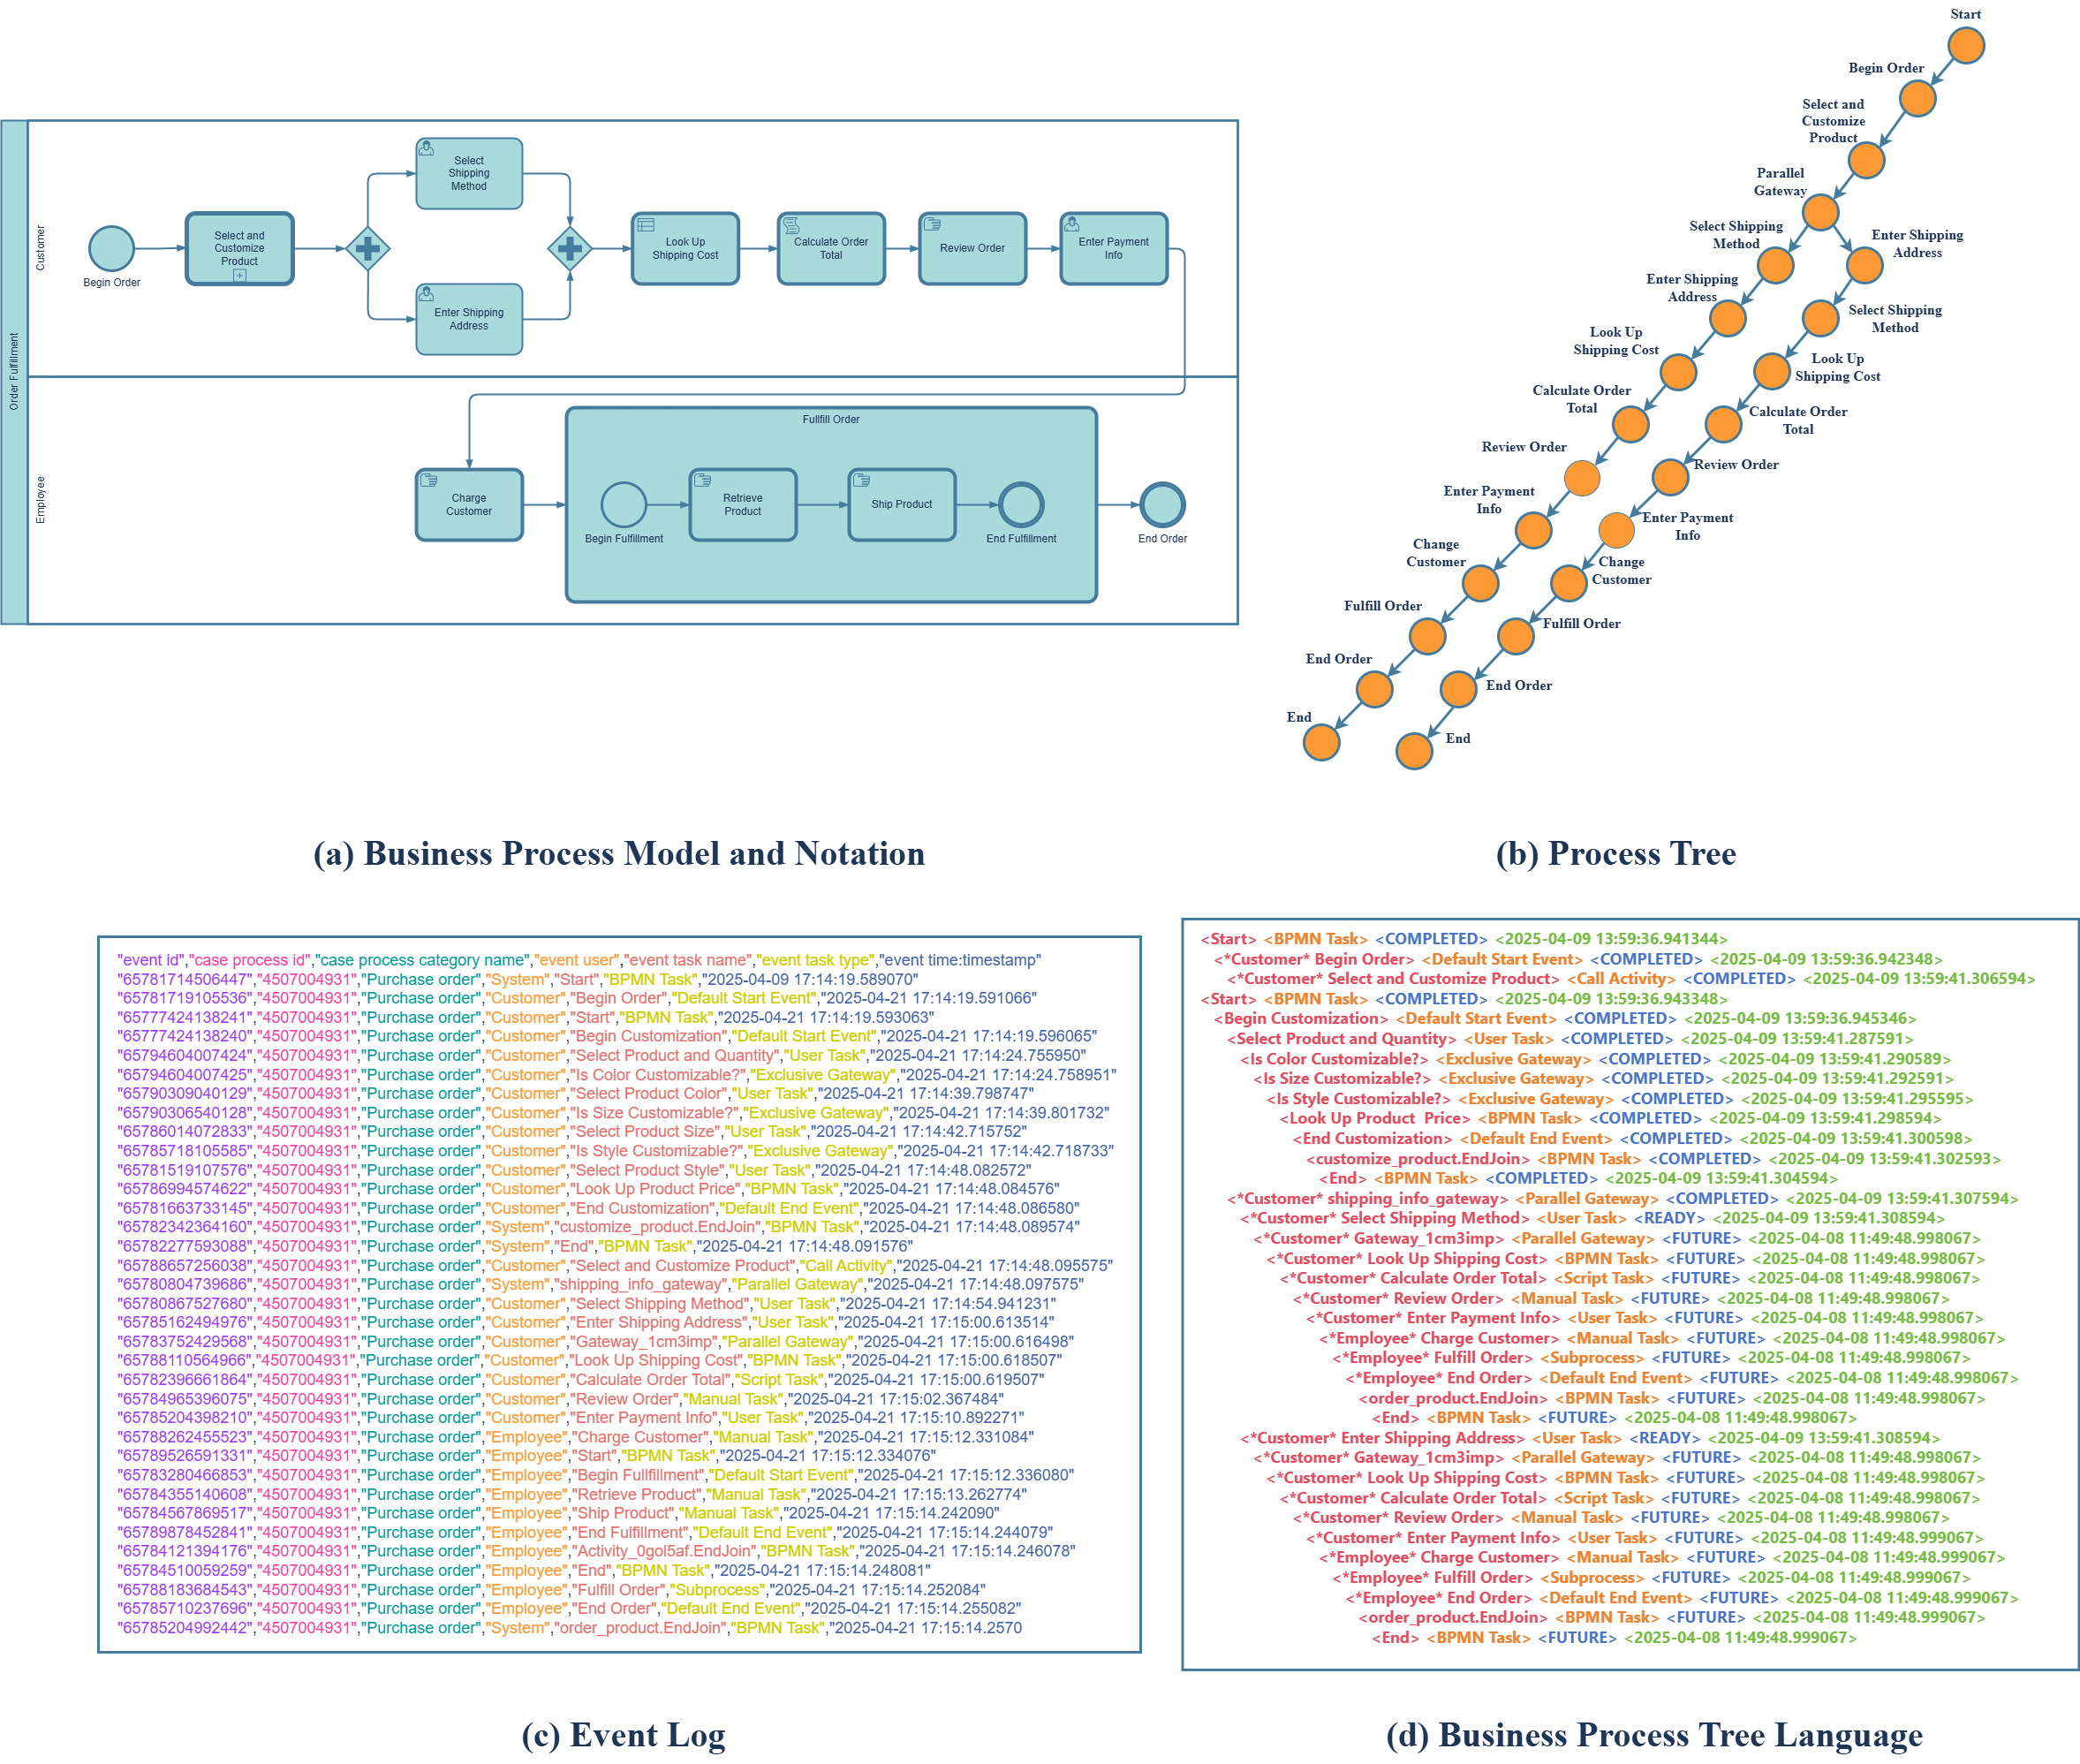 Order Fulfillment
Customer
Begin Order
Select and
Customize
Product
Select
Shipping
Method
Enter Shipping
Address
Look Up
Shipping Cost
Calculate Order
Total
Review Order
Enter Payment
Info
Employee
Charge
Customer
Fullfill Order
Begin Fulfillment
Retrieve
Product
Ship Product
End Fulfillment
End Order
(a) Business Process Model and Notation
Start
Begin Order
Select and
Customize
Product
Parallel
Gateway
Select Shipping
Method
Enter Shipping
Address
Enter Shipping
Address
Select Shipping
Method
Look Up
Shipping Cost
Look Up
Shipping Cost
Calculate Order
Total
Calculate Order
Total
Review Order
Review Order
Enter Payment
Info
Enter Payment
Info
Change
Customer
Change
Customer
Fulfill Order
Fulfill Order
End Order
End Order
End
End
(b) Process Tree
"event id","case process id","case process category name","event user","event task name","event task type","event time:timestamp"
"65781714506447","4507004931","Purchase order","System","Start","BPMN Task","2025-04-09 17:14:19.589070"
"65781719105536","4507004931","Purchase order","Customer","Begin Order","Default Start Event","2025-04-21 17:14:19.591066"
"65777424138241","4507004931","Purchase order","Customer","Start","BPMN Task","2025-04-21 17:14:19.593063"
"65777424138240","4507004931","Purchase order","Customer","Begin Customization","Default Start Event","2025-04-21 17:14:19.596065"
"65794604007424","4507004931","Purchase order","Customer","Select Product and Quantity","User Task","2025-04-21 17:14:24.755950"
"65794604007425","4507004931","Purchase order","Customer","Is Color Customizable?","Exclusive Gateway","2025-04-21 17:14:24.758951"
"65790309040129","4507004931","Purchase order","Customer","Select Product Color","User Task","2025-04-21 17:14:39.798747"
"65790306540128","4507004931","Purchase order","Customer","Is Size Customizable?","Exclusive Gateway","2025-04-21 17:14:39.801732"
"65786014072833","4507004931","Purchase order","Customer","Select Product Size","User Task","2025-04-21 17:14:42.715752"
"65785718105585","4507004931","Purchase order","Customer","Is Style Customizable?","Exclusive Gateway","2025-04-21 17:14:42.718733"
"65781519107576","4507004931","Purchase order","Customer","Select Product Style","User Task","2025-04-21 17:14:48.082572"
"65786994574622","4507004931","Purchase order","Customer","Look Up Product Price","BPMN Task","2025-04-21 17:14:48.084576"
"65781663733145","4507004931","Purchase order","Customer","End Customization","Default End Event","2025-04-21 17:14:48.086580"
"65782342364160","4507004931","Purchase order","System","customize_product.EndJoin","BPMN Task","2025-04-21 17:14:48.089574"
"65782277593088","4507004931","Purchase order","System","End","BPMN Task","2025-04-21 17:14:48.091576"
"65788657256038","4507004931","Purchase order","Customer","Select and Customize Product","Call Activity","2025-04-21 17:14:48.095575"
"65780804739686","4507004931","Purchase order","System","shipping_info_gateway","Parallel Gateway","2025-04-21 17:14:48.097575"
"65780867527680","4507004931","Purchase order","Customer","Select Shipping Method","User Task","2025-04-21 17:14:54.941231"
"65785162494976","4507004931","Purchase order","Customer","Enter Shipping Address","User Task","2025-04-21 17:15:00.613514"
"65783752429568","4507004931","Purchase order","Customer","Gateway_1cm3imp","Parallel Gateway","2025-04-21 17:15:00.616498"
"65788110564966","4507004931","Purchase order","Customer","Look Up Shipping Cost","BPMN Task","2025-04-21 17:15:00.618507"
"65782396661864","4507004931","Purchase order","Customer","Calculate Order Total","Script Task","2025-04-21 17:15:00.619507"
"65784965396075","4507004931","Purchase order","Customer","Review Order","Manual Task","2025-04-21 17:15:02.367484"
"65785204398210","4507004931","Purchase order","Customer","Enter Payment Info","User Task","2025-04-21 17:15:10.892271"
"65788262455523","4507004931","Purchase order","Employee","Charge Customer","Manual Task","2025-04-21 17:15:12.331084"
"65789526591331","4507004931","Purchase order","Employee","Start","BPMN Task","2025-04-21 17:15:12.334076"
"65783280466853","4507004931","Purchase order","Employee","Begin Fullfillment","Default Start Event","2025-04-21 17:15:12.336080"
"65784355140608","4507004931","Purchase order","Employee","Retrieve Product","Manual Task","2025-04-21 17:15:13.262774"
"65784567869517","4507004931","Purchase order","Employee","Ship Product","Manual Task","2025-04-21 17:15:14.242090"
"65789878452841","4507004931","Purchase order","Employee","End Fulfillment","Default End Event","2025-04-21 17:15:14.244079"
"65784121394176","4507004931","Purchase order","Employee","Activity_0gol5af.EndJoin","BPMN Task","2025-04-21 17:15:14.246078"
"65784510059259","4507004931","Purchase order","Employee","End","BPMN Task","2025-04-21 17:15:14.248081"
"65788183684543","4507004931","Purchase order","Employee","Fulfill Order","Subprocess","2025-04-21 17:15:14.252084"
"65785710237696","4507004931","Purchase order","Employee","End Order","Default End Event","2025-04-21 17:15:14.255082"
"65785204992442","4507004931","Purchase order","System","order_product.EndJoin","BPMN Task","2025-04-21 17:15:14.2570
(c) Event Log
<Start> <BPMN Task> <COMPLETED> <2025-04-09 13:59:36.941344>
<*Customer* Begin Order> <Default Start Event> <COMPLETED> <2025-04-09 13:59:36.942348>
<*Customer* Select and Customize Product> <Call Activity> <COMPLETED> <2025-04-09 13:59:41.306594>
<Start> <BPMN Task> <COMPLETED> <2025-04-09 13:59:36.943348>
<Begin Customization> <Default Start Event> <COMPLETED> <2025-04-09 13:59:36.945346>
<Select Product and Quantity> <User Task> <COMPLETED> <2025-04-09 13:59:41.287591>
<Is Color Customizable?> <Exclusive Gateway> <COMPLETED> <2025-04-09 13:59:41.290589>
<Is Size Customizable?> <Exclusive Gateway> <COMPLETED> <2025-04-09 13:59:41.292591>
<Is Style Customizable?> <Exclusive Gateway> <COMPLETED> <2025-04-09 13:59:41.295595>
<Look Up Product  Price> <BPMN Task> <COMPLETED> <2025-04-09 13:59:41.298594>
<End Customization> <Default End Event> <COMPLETED> <2025-04-09 13:59:41.300598>
<customize_product.EndJoin> <BPMN Task> <COMPLETED> <2025-04-09 13:59:41.302593>
<End> <BPMN Task> <COMPLETED> <2025-04-09 13:59:41.304594>
<*Customer* shipping_info_gateway> <Parallel Gateway> <COMPLETED> <2025-04-09 13:59:41.307594>
<*Customer* Select Shipping Method> <User Task> <READY> <2025-04-09 13:59:41.308594>
<*Customer* Gateway_1cm3imp> <Parallel Gateway> <FUTURE> <2025-04-08 11:49:48.998067>
<*Customer* Look Up Shipping Cost> <BPMN Task> <FUTURE> <2025-04-08 11:49:48.998067>
<*Customer* Calculate Order Total> <Script Task> <FUTURE> <2025-04-08 11:49:48.998067>
<*Customer* Review Order> <Manual Task> <FUTURE> <2025-04-08 11:49:48.998067>
<*Customer* Enter Payment Info> <User Task> <FUTURE> <2025-04-08 11:49:48.998067>
<*Employee* Charge Customer> <Manual Task> <FUTURE> <2025-04-08 11:49:48.998067>
<*Employee* Fulfill Order> <Subprocess> <FUTURE> <2025-04-08 11:49:48.998067>
<*Employee* End Order> <Default End Event> <FUTURE> <2025-04-08 11:49:48.998067>
<order_product.EndJoin> <BPMN Task> <FUTURE> <2025-04-08 11:49:48.998067>
<End> <BPMN Task> <FUTURE> <2025-04-08 11:49:48.998067>
<*Customer* Enter Shipping Address> <User Task> <READY> <2025-04-09 13:59:41.308594>
<*Customer* Gateway_1cm3imp> <Parallel Gateway> <FUTURE> <2025-04-08 11:49:48.998067>
<*Customer* Look Up Shipping Cost> <BPMN Task> <FUTURE> <2025-04-08 11:49:48.998067>
<*Customer* Calculate Order Total> <Script Task> <FUTURE> <2025-04-08 11:49:48.998067>
<*Customer* Review Order> <Manual Task> <FUTURE> <2025-04-08 11:49:48.998067>
<*Customer* Enter Payment Info> <User Task> <FUTURE> <2025-04-08 11:49:48.999067>
<*Employee* Charge Customer> <Manual Task> <FUTURE> <2025-04-08 11:49:48.999067>
<*Employee* Fulfill Order> <Subprocess> <FUTURE> <2025-04-08 11:49:48.999067>
<*Employee* End Order> <Default End Event> <FUTURE> <2025-04-08 11:49:48.999067>
<order_product.EndJoin> <BPMN Task> <FUTURE> <2025-04-08 11:49:48.999067>
<End> <BPMN Task> <FUTURE> <2025-04-08 11:49:48.999067>
(d) Business Process Tree Language